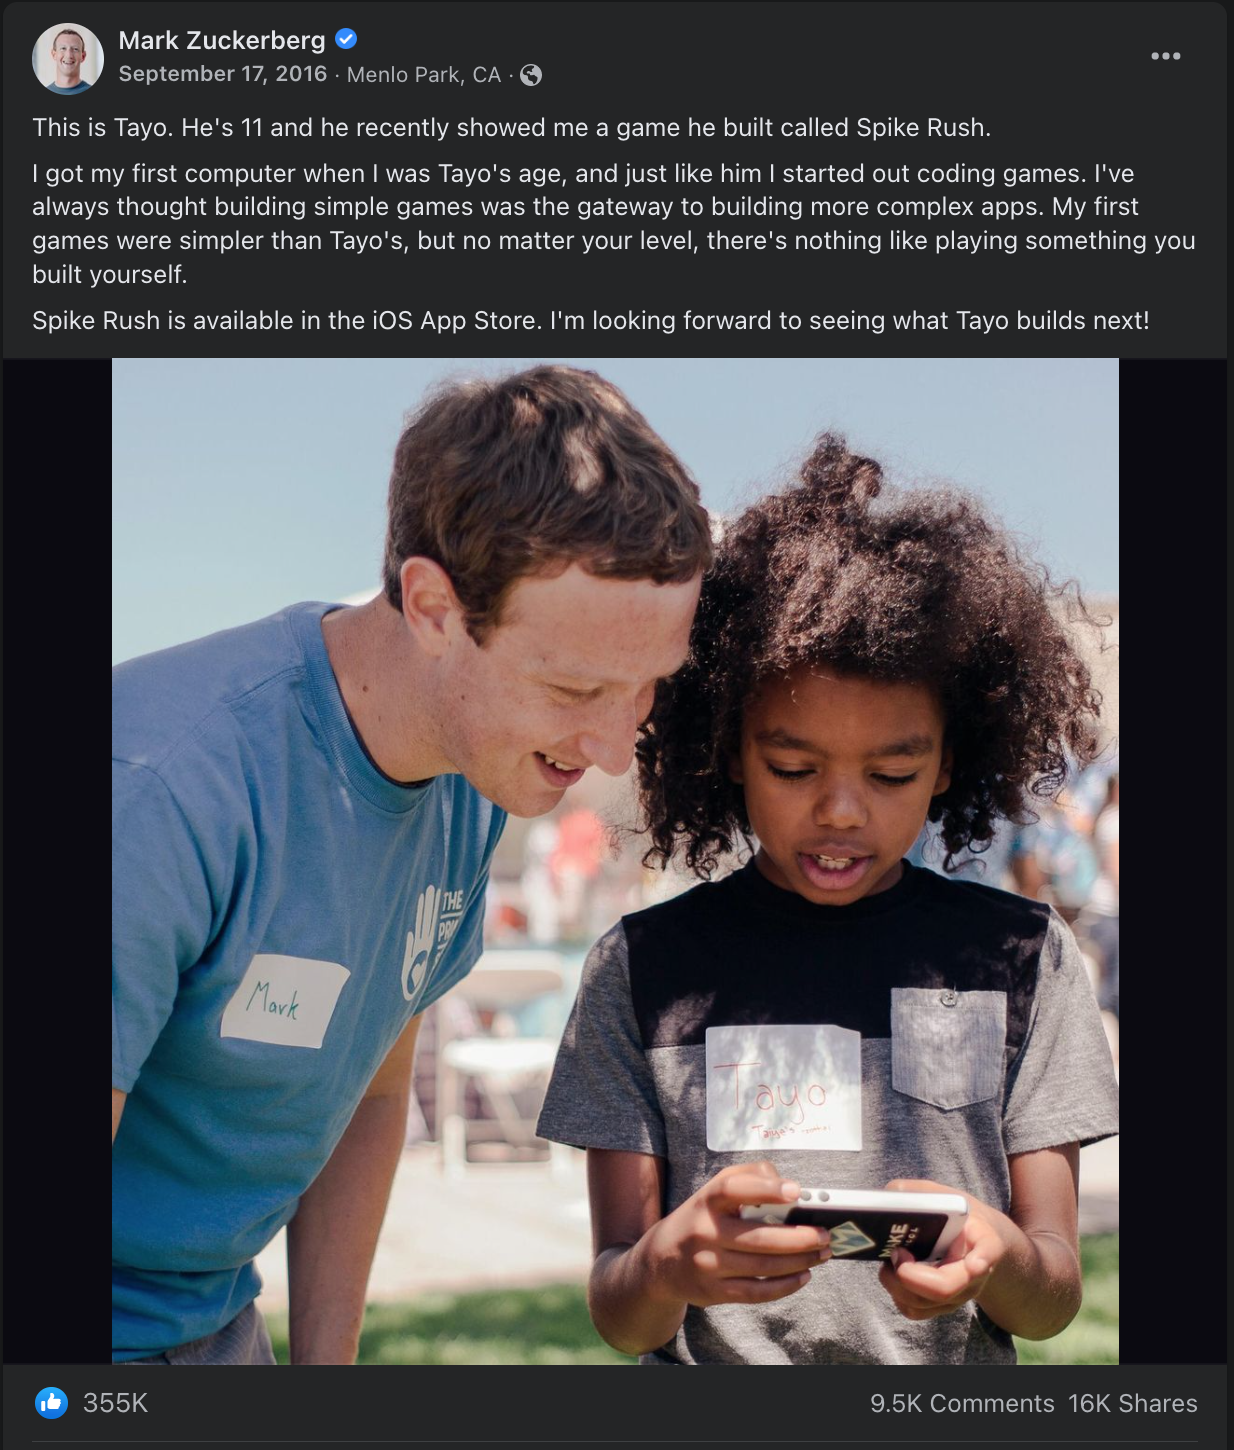 Mark Zuckerberg
September 17, 2016 · Menlo Park, CA ·
This is Tayo. He's 11 and he recently showed me a game he built called Spike Rush.
I got my first computer when I was Tayo's age, and just like him I started out coding games. I've
always thought building simple games was the gateway to building more complex apps. My first
games were simpler than Tayo's, but no matter your level, there's nothing like playing something you
built yourself.
Spike Rush is available in the iOS App Store. I'm looking forward to seeing what Tayo builds next!
THE
Mark
Tayo
MAKE
355K
9.5K Comments 16K Shares